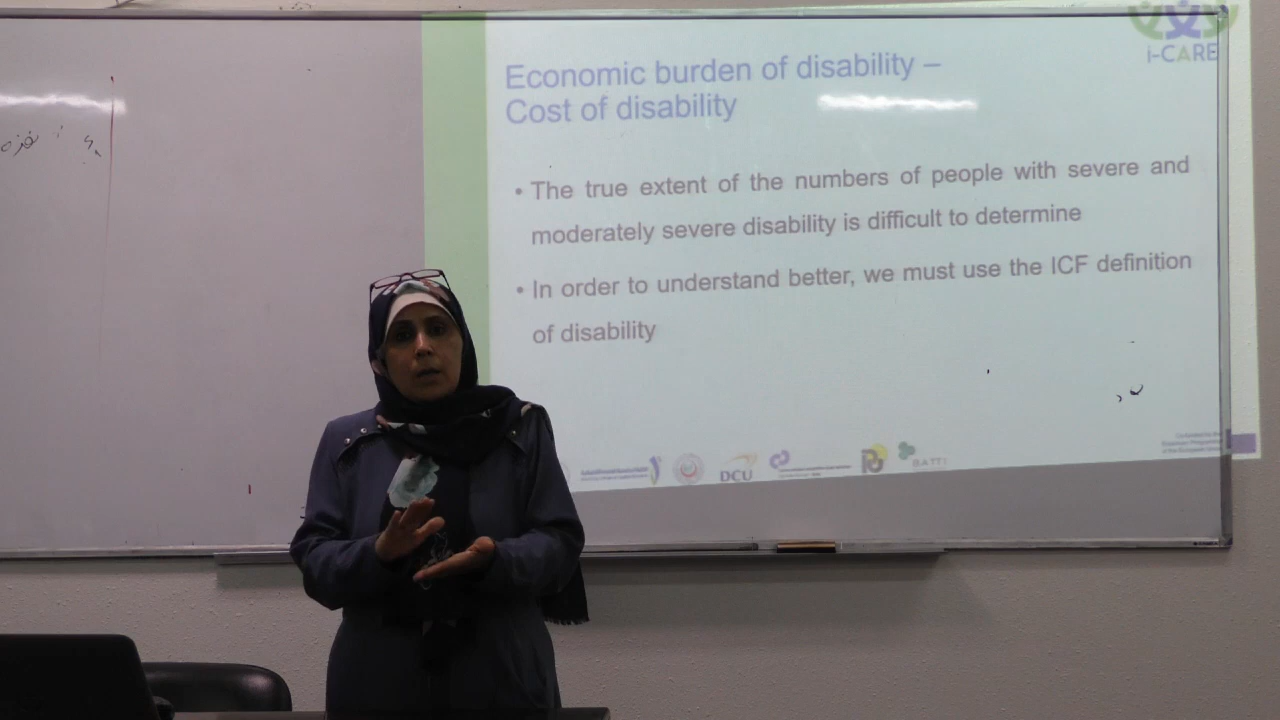 i-CARE
Economic burden of disability –
Cost of disability
• The true extent of the numbers of people with severe and
moderately severe disability is difficult to determine
• In order to understand better, we must use the ICF definition
of disability
DCU
BATTI